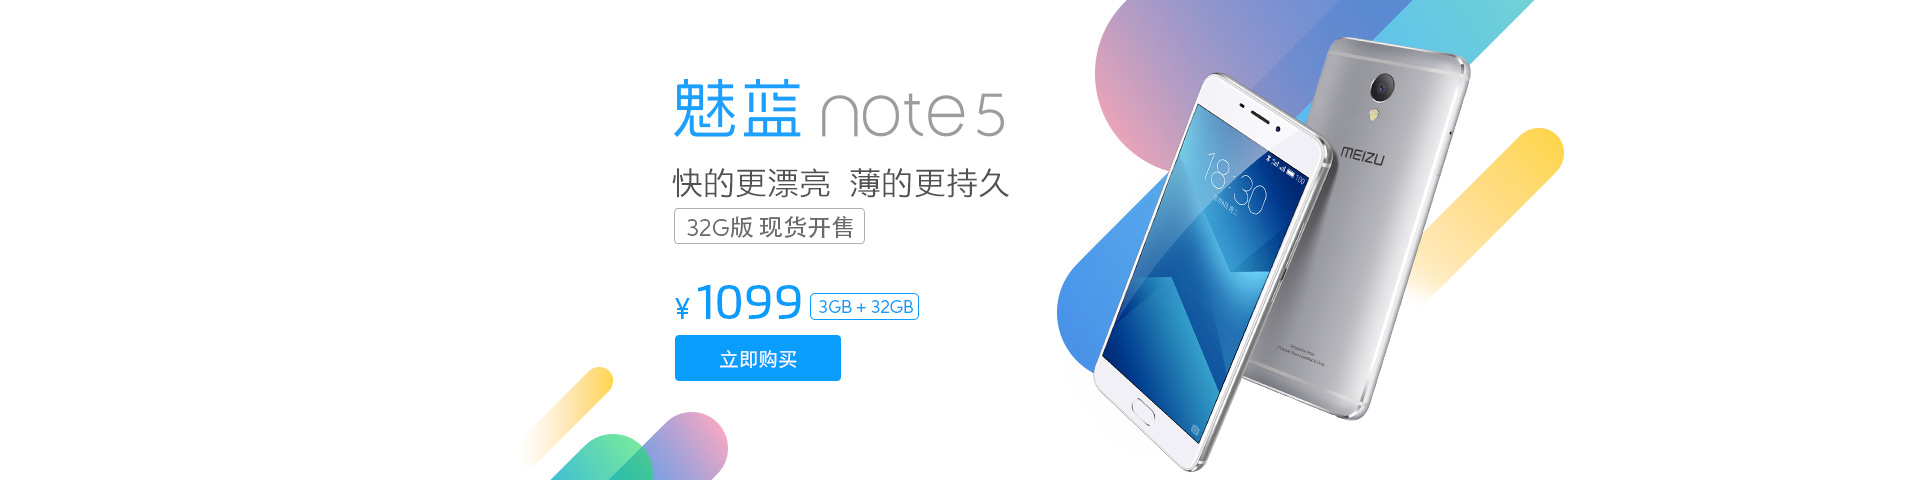 魅蓝 note 5
快的更漂亮 薄的更持久
32G版 现货开售
¥ 1099 3GB + 32GB
立即购买
18:30
MEIZU